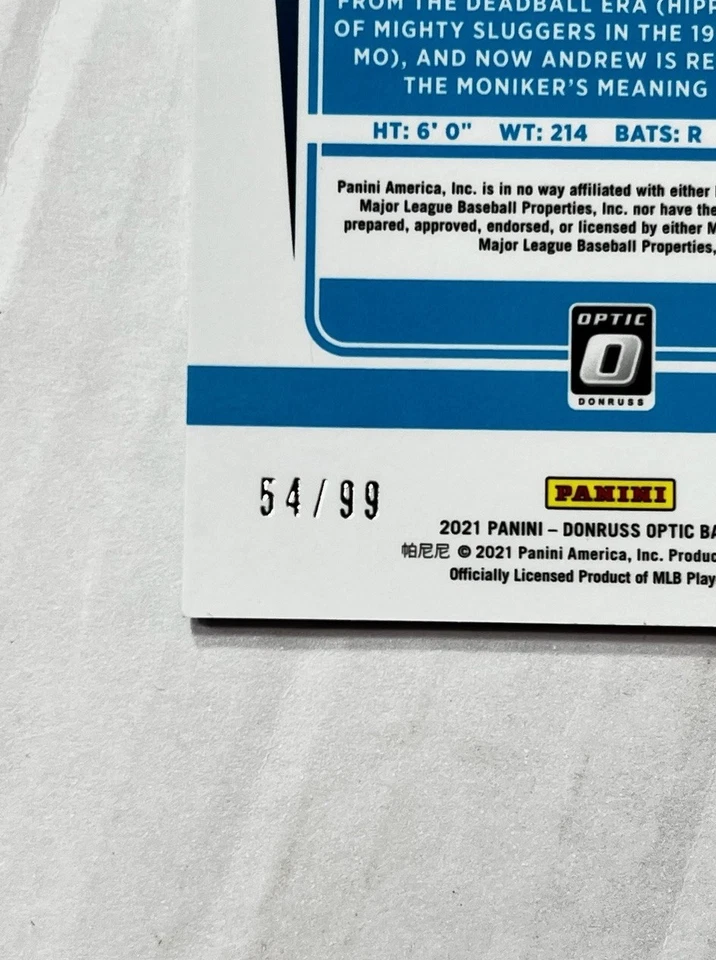 FROM THE DEADBALL ERA
OF MIGHTY SLUGGERS IN THE 19
MO), AND NOW ANDREW IS RE
THE MONIKER'S MEANING
HT: 6' 0" WT: 214 BATS: R
Panini America, Inc. is in no way affiliated with either
Major League Baseball Properties, Inc. nor have the
prepared, approved, endorsed, or licensed by either M
Major League Baseball Properties,
OPTIC
O
DONRUSS
54/99
PANINI
2021 PANINI – DONRUSS OPTIC BA
帕尼尼 © 2021 Panini America, Inc. Produc
Officially Licensed Product of MLB Play